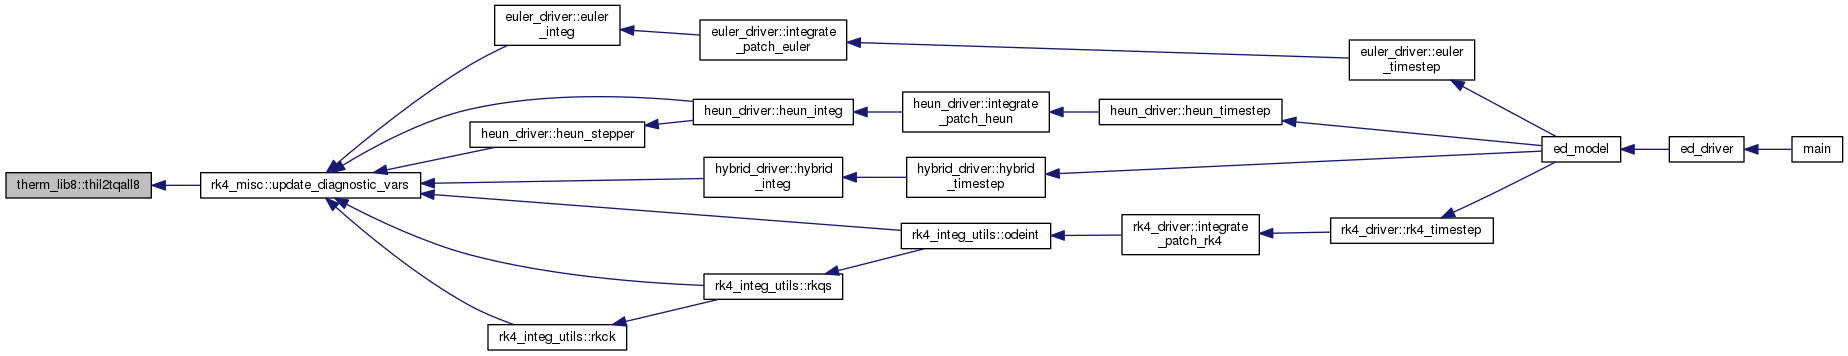 euler_driver::euler
_integ
euler_driver::integrate
_patch_euler
euler_driver::euler
_timestep
heun_driver::heun_integ
heun_driver::integrate
_patch_heun
heun_driver::heun_timestep
heun_driver::heun_stepper
ed_model
ed_driver
main
therm_lib8::thil2tqall8
rk4_misc::update_diagnostic_vars
hybrid_driver::hybrid
_integ
hybrid_driver::hybrid
_timestep
rk4_integ_utils::odeint
rk4_driver::integrate
_patch_rk4
rk4_driver::rk4_timestep
rk4_integ_utils::rkqs
rk4_integ_utils::rkck